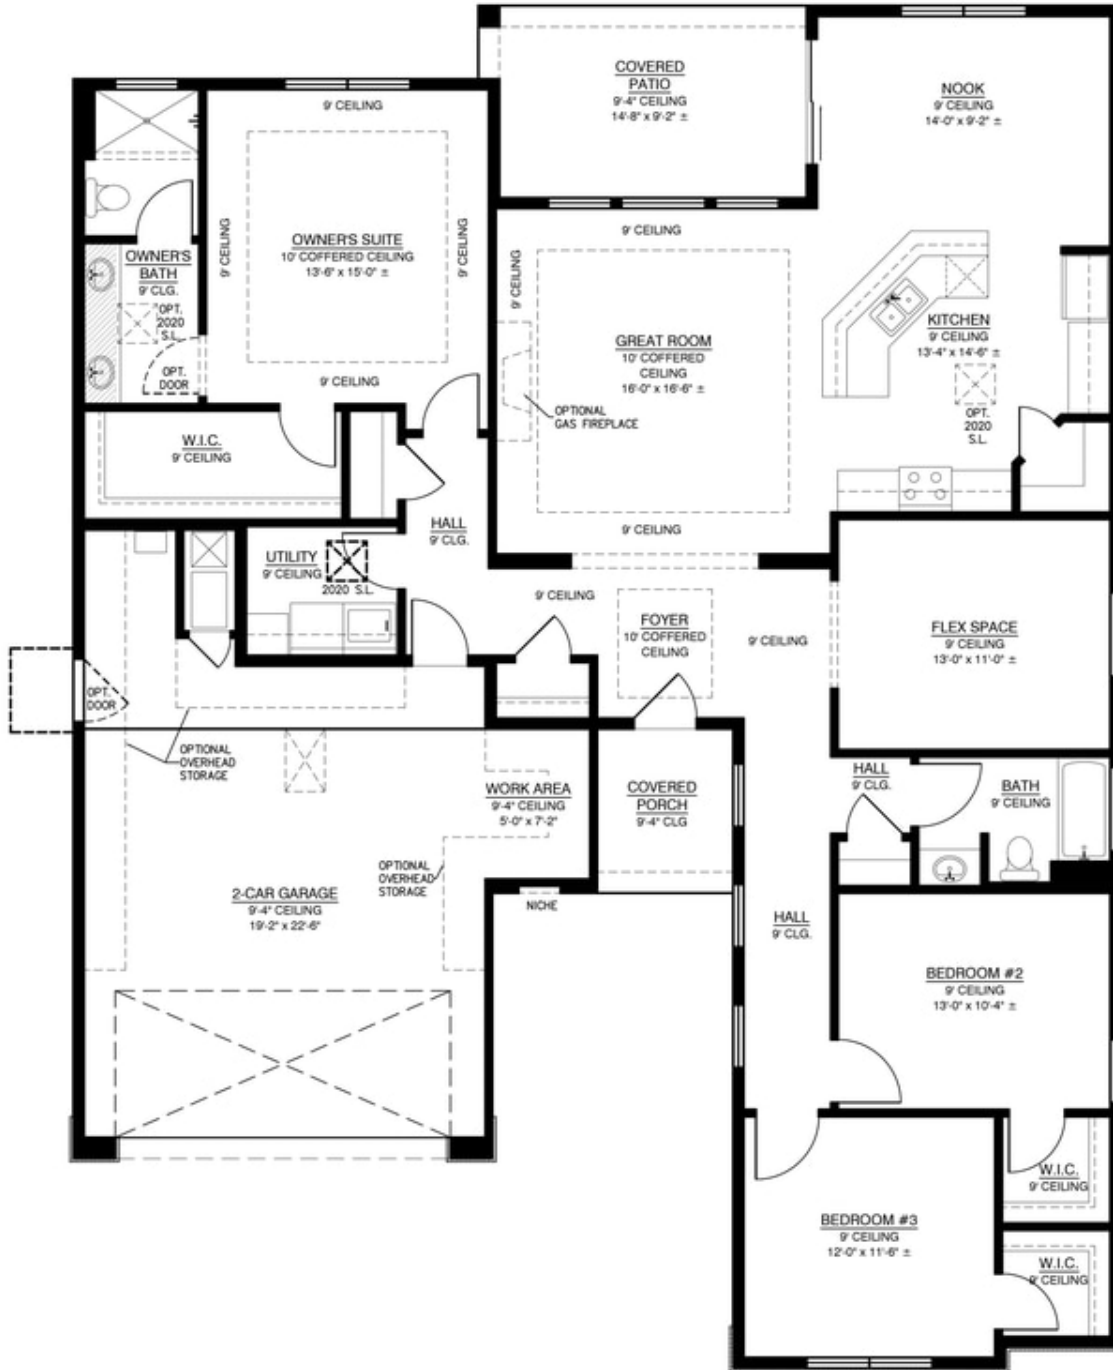 COVERED
PATIO
9'-4" CEILING
14'-8" x 9'-2" ±
NOOK
9' CEILING
14'-0" x 9'-2" ±
9' CEILING
OWNER'S SUITE
10' COFFERED CEILING
13'-6" x 15'-0" ±
9' CEILING
9' CEILING
9' CEILING
OWNER'S
BATH
9' CLG.
OPT.
2020
S.L.
OPT.
DOOR
9' CEILING
9' CEILING
GREAT ROOM
10' COFFERED
CEILING
16'-0" x 16'-6" ±
OPTIONAL
GAS FIREPLACE
9' CEILING
KITCHEN
9' CEILING
13'-4" x 14'-6" ±
OPT.
2020
S.L.
W.I.C.
9' CEILING
HALL
9' CLG.
UTILITY
9' CEILING
2020 S.L.
9' CEILING
FOYER
10' COFFERED
CEILING
9' CEILING
FLEX SPACE
9' CEILING
13'-0" x 11'-0" ±
OPT.
DOOR
OPTIONAL
OVERHEAD
STORAGE
WORK AREA
9'-4" CEILING
5'-0" x 7'-2"
COVERED
PORCH
9'-4" CLG
HALL
9' CLG.
BATH
9' CEILING
OPTIONAL
OVERHEAD
STORAGE
2-CAR GARAGE
9'-4" CEILING
19'-2" x 22'-6"
NICHE
HALL
9' CLG.
BEDROOM #2
9' CEILING
13'-0" x 10'-4" ±
W.I.C.
9' CEILING
BEDROOM #3
9' CEILING
12'-0" x 11'-6" ±
W.I.C.
9' CEILING